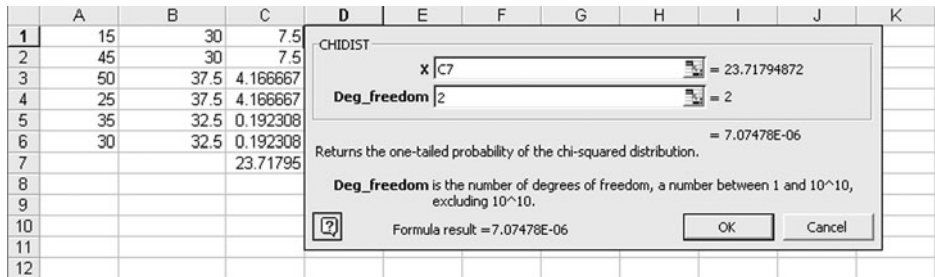 A B C D E F G H I J K
1 15 30 7.5
2 45 30 7.5
3 50 37.5 4.166667
4 25 37.5 4.166667
5 35 32.5 0.192308
6 30 32.5 0.192308
7 23.71795
8
9
10
11
12
CHIDIST
X C7 = 23.71794872
Deg_freedom 2 = 2
= 7.07478E-06
Returns the one-tailed probability of the chi-squared distribution.
Deg_freedom is the number of degrees of freedom, a number between 1 and 10^10,
excluding 10^10.
? Formula result =7.07478E-06 OK Cancel